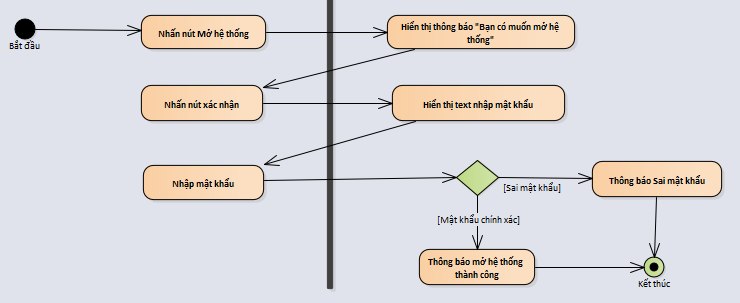 Bắt đầu
Nhấn nút Mở hệ thống
Hiển thị thông báo "Bạn có muốn mở hệ
thống"
Nhấn nút xác nhận
Hiển thị text nhập mật khẩu
Nhập mật khẩu
[Sai mật khẩu]
Thông báo Sai mật khẩu
[Mật khẩu chính xác]
Thông báo mở hệ thống
thành công
Kết thúc